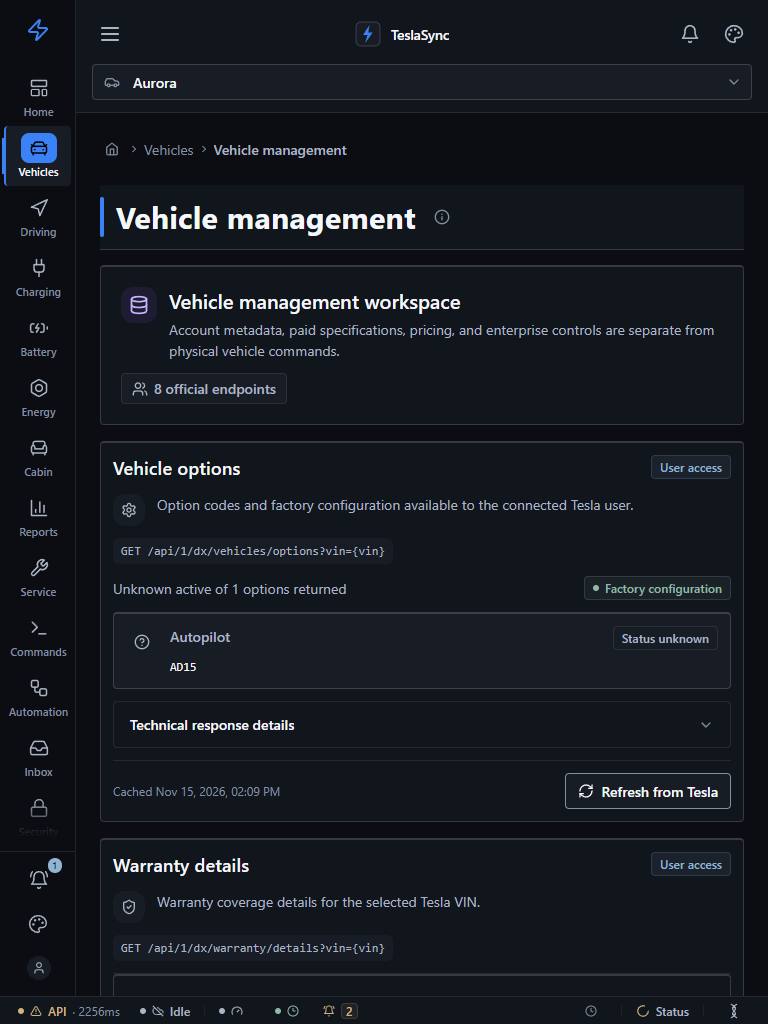 TeslaSync
Aurora
Home
Vehicles
Driving
Charging
Battery
Energy
Cabin
Reports
Service
Commands
Automation
Inbox
Security
1
Vehicles
Vehicle management
Vehicle management
Vehicle management workspace
Account metadata, paid specifications, pricing, and enterprise controls are separate from
physical vehicle commands.
8 official endpoints
Vehicle options
User access
Option codes and factory configuration available to the connected Tesla user.
GET /api/1/dx/vehicles/options?vin={vin}
Unknown active of 1 options returned
Factory configuration
Autopilot
Status unknown
AD15
Technical response details
Cached Nov 15, 2026, 02:09 PM
Refresh from Tesla
Warranty details
User access
Warranty coverage details for the selected Tesla VIN.
GET /api/1/dx/warranty/details?vin={vin}
API · 2256ms
Idle
2
Status